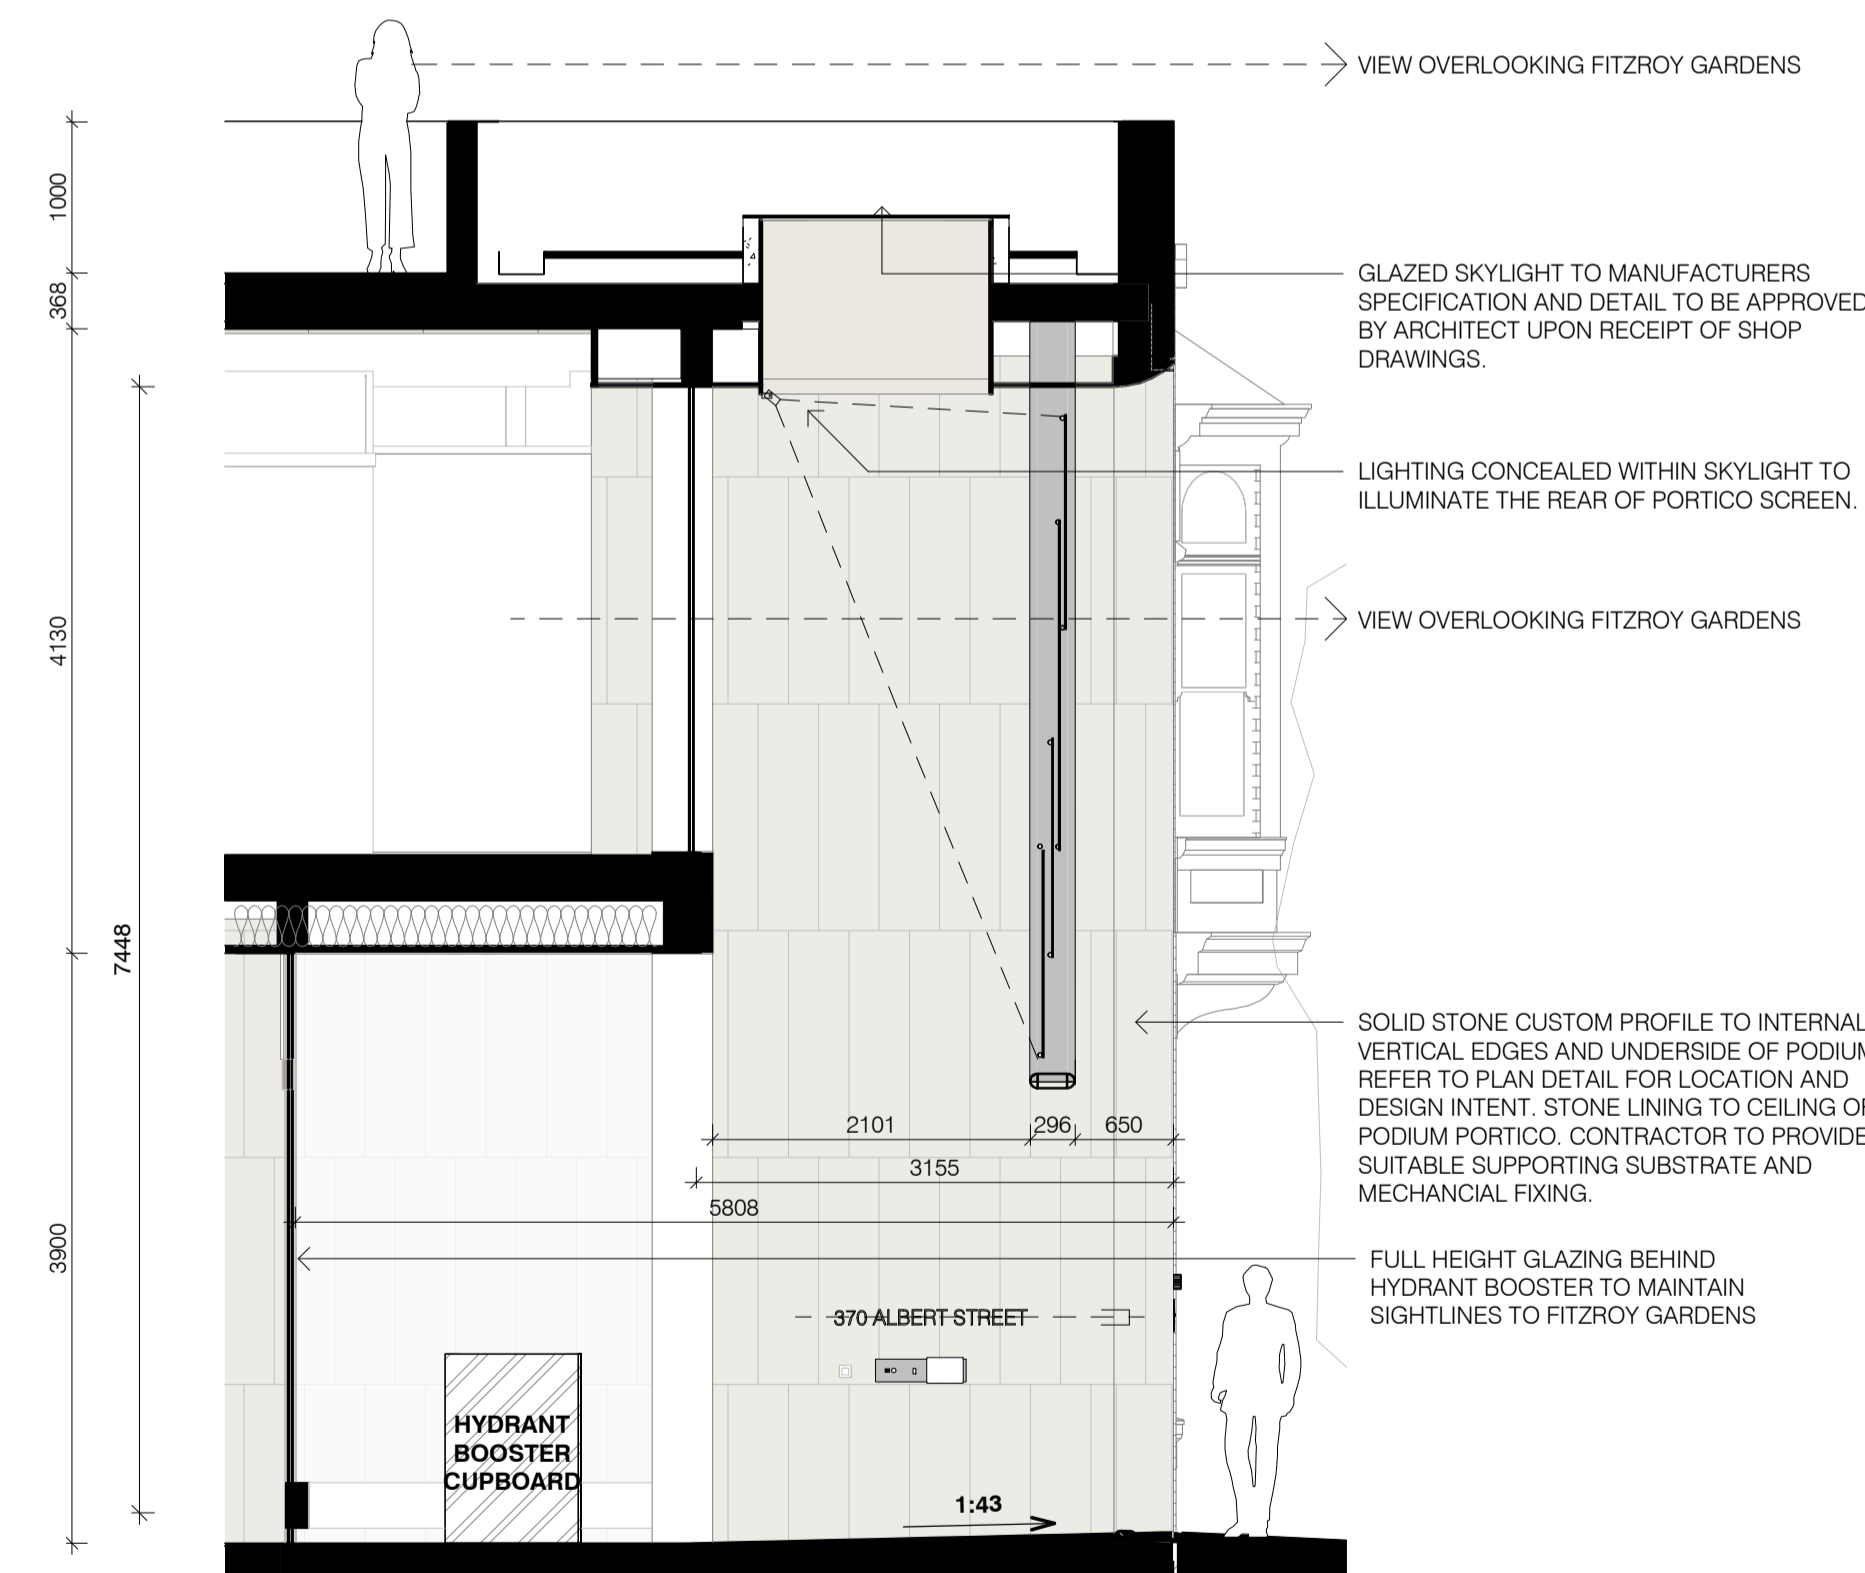 VIEW OVERLOOKING FITZROY GARDENS
1000
368
GLAZED SKYLIGHT TO MANUFACTURERS
SPECIFICATION AND DETAIL TO BE APPROVED
BY ARCHITECT UPON RECEIPT OF SHOP
DRAWINGS.
LIGHTING CONCEALED WITHIN SKYLIGHT TO
ILLUMINATE THE REAR OF PORTICO SCREEN.
4130
VIEW OVERLOOKING FITZROY GARDENS
7448
SOLID STONE CUSTOM PROFILE TO INTERNAL
VERTICAL EDGES AND UNDERSIDE OF PODIUM
REFER TO PLAN DETAIL FOR LOCATION AND
DESIGN INTENT. STONE LINING TO CEILING OF
PODIUM PORTICO. CONTRACTOR TO PROVIDE
SUITABLE SUPPORTING SUBSTRATE AND
MECHANCIAL FIXING.
2101
296
650
3155
5808
3900
FULL HEIGHT GLAZING BEHIND
HYDRANT BOOSTER TO MAINTAIN
SIGHTLINES TO FITZROY GARDENS
370 ALBERT STREET
HYDRANT
BOOSTER
CUPBOARD
1:43